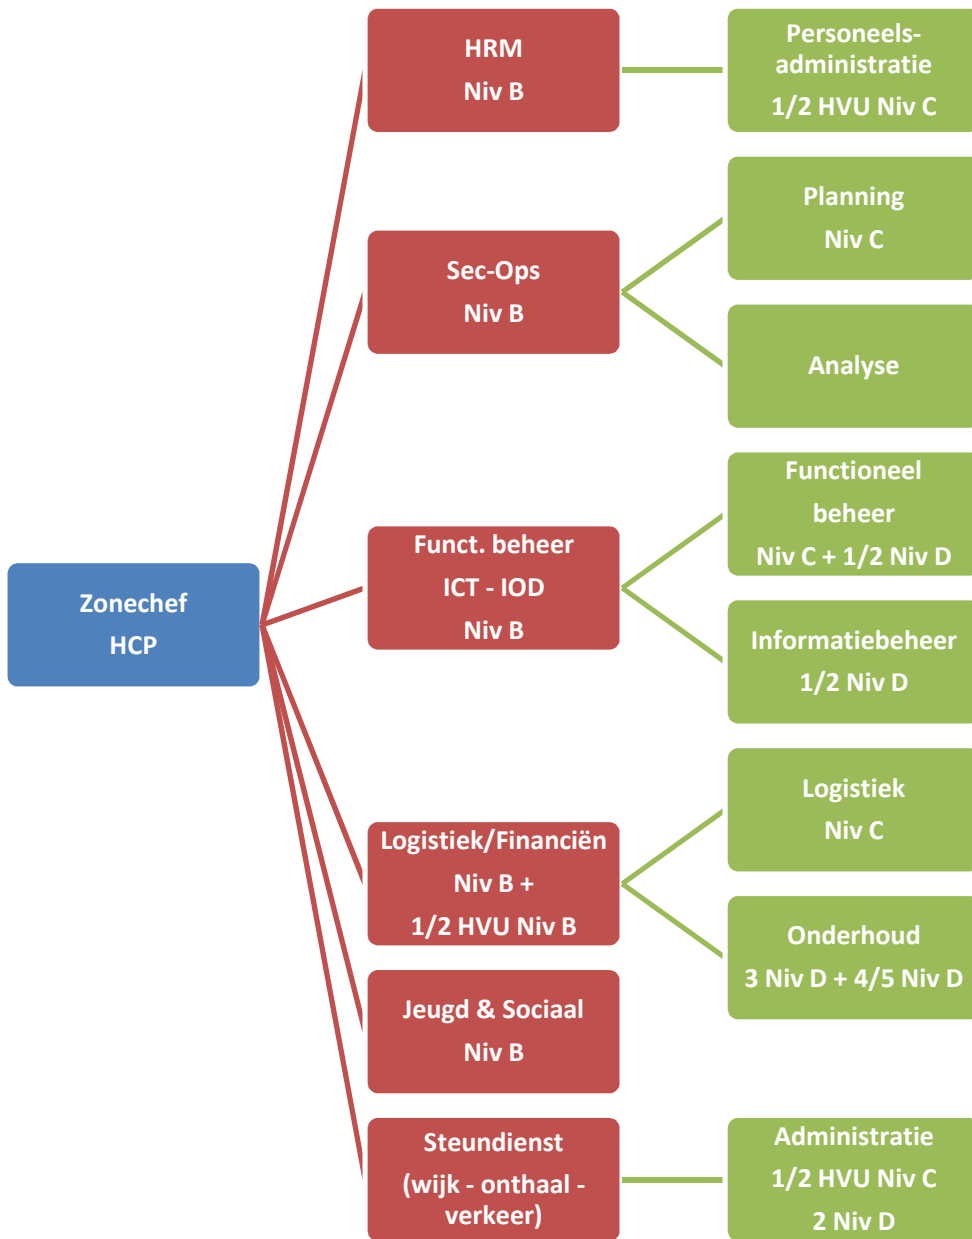 Zonechef
HCP
HRM
Niv B
Personeels-
administratie
1/2 HVU Niv C
Sec-Ops
Niv B
Planning
Niv C
Analyse
Funct. beheer
ICT - IOD
Niv B
Functioneel
beheer
Niv C + 1/2 Niv D
Informatiebeheer
1/2 Niv D
Logistiek/Financiën
Niv B +
1/2 HVU Niv B
Logistiek
Niv C
Onderhoud
3 Niv D + 4/5 Niv D
Jeugd & Sociaal
Niv B
Steundienst
(wijk - onthaal -
verkeer)
Administratie
1/2 HVU Niv C
2 Niv D